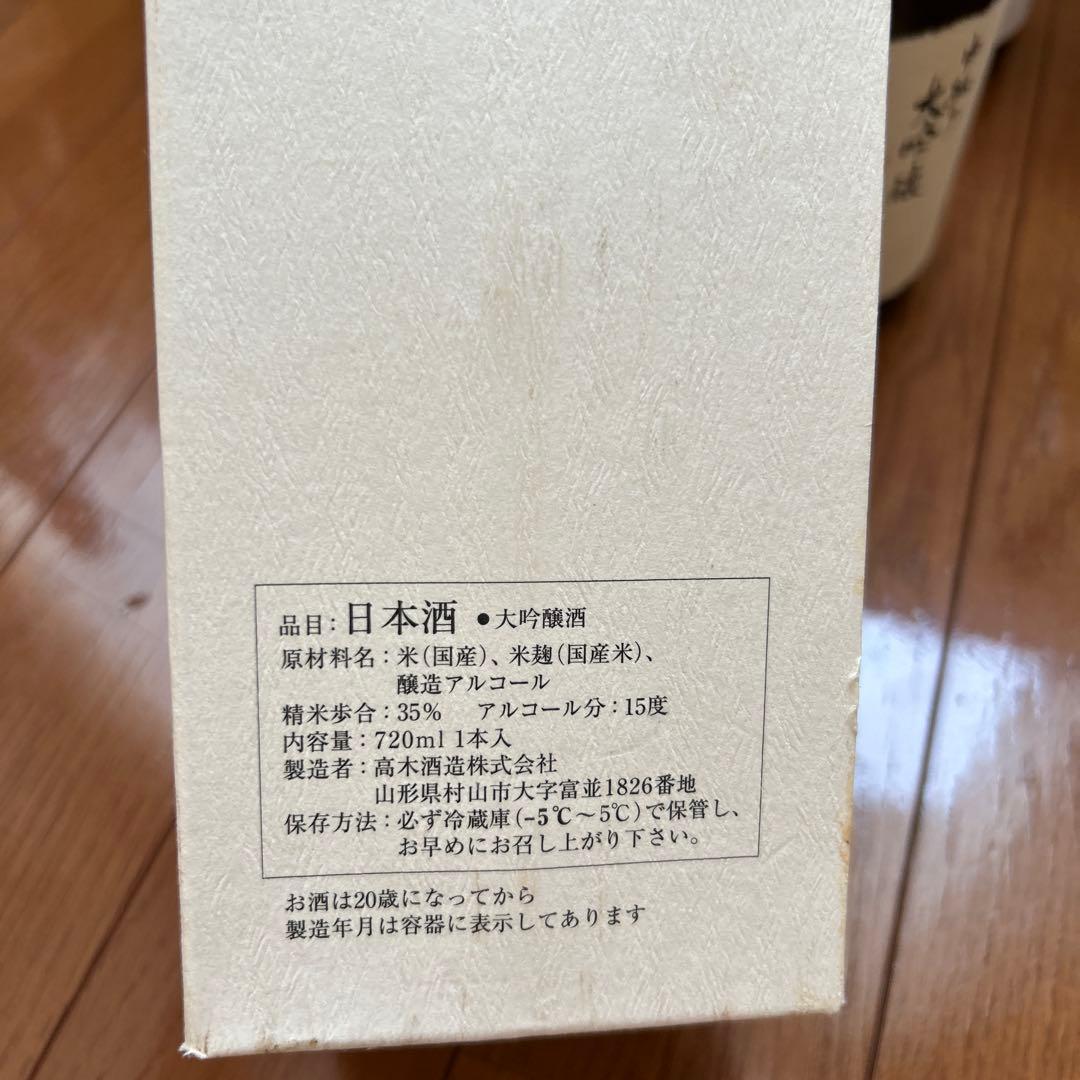 品目：日本酒 ●大吟醸酒
原材料名：米(国産)、米麹(国産米)、
醸造アルコール
精米歩合：35% アルコール分：15度
内容量：720ml 1本入
製造者：高木酒造株式会社
山形県村山市大字富並1826番地
保存方法：必ず冷蔵庫(-5℃～5℃)で保管し、
お早めにお召し上がり下さい。
お酒は20歳になってから
製造年月は容器に表示してあります
大吟醸